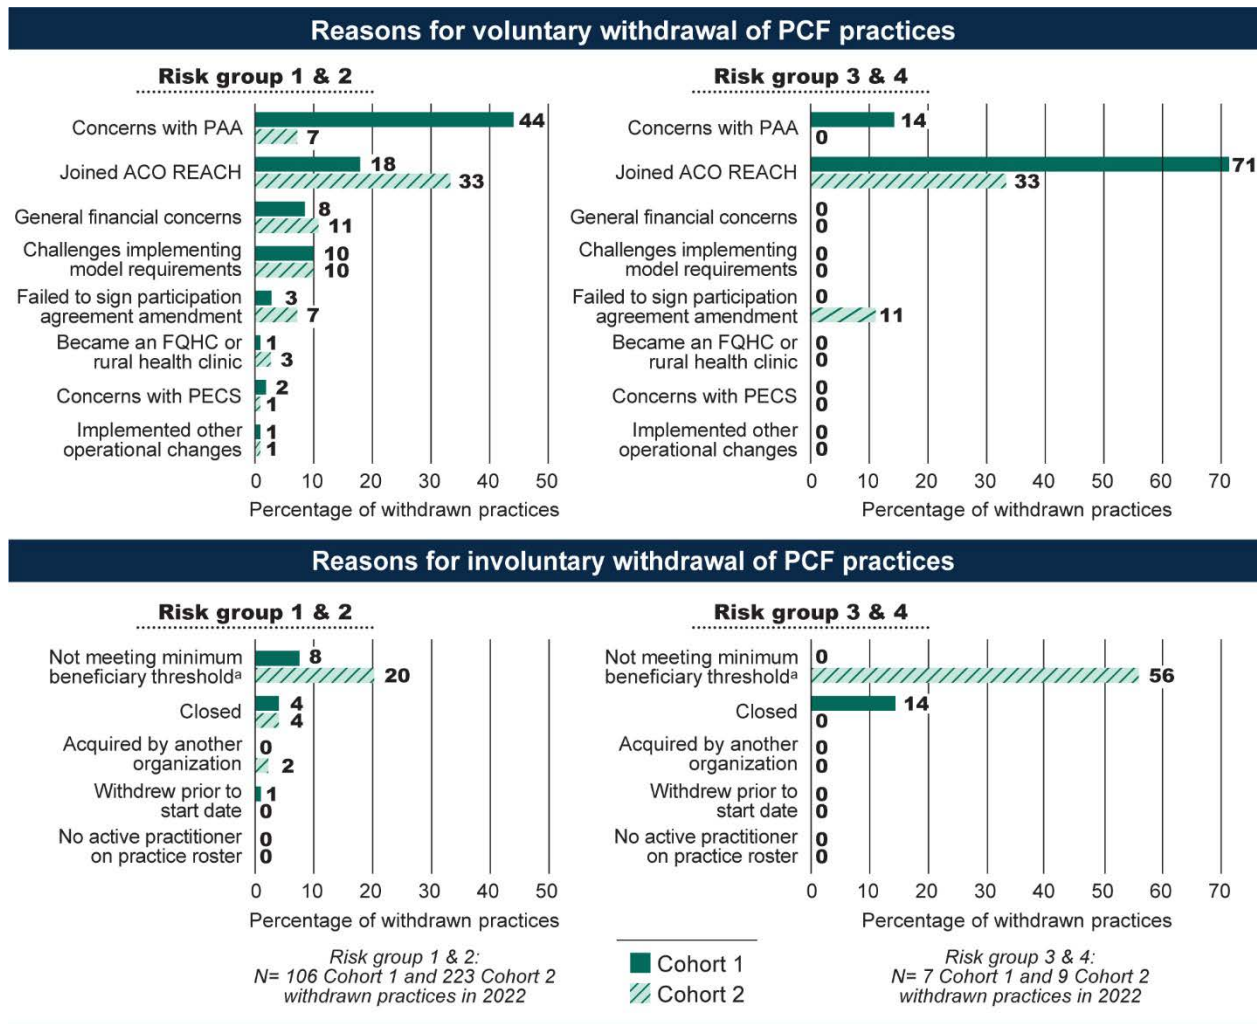 Reasons for voluntary withdrawal of PCF practices
Risk group 1 & 2
Concerns with PAA
44
7
Joined ACO REACH
18
33
General financial concerns
8
11
Challenges implementing
model requirements
10
10
Failed to sign participation
agreement amendment
3
7
Became an FQHC or
rural health clinic
1
3
Concerns with PECS
2
1
Implemented other
operational changes
1
1
0 10 20 30 40 50
Percentage of withdrawn practices
Risk group 3 & 4
Concerns with PAA
14
0
Joined ACO REACH
71
33
General financial concerns
0
0
Challenges implementing
model requirements
0
0
Failed to sign participation
agreement amendment
0
11
Became an FQHC or
rural health clinic
0
0
Concerns with PECS
0
0
Implemented other
operational changes
0
0
0 10 20 30 40 50 60 70
Percentage of withdrawn practices
Reasons for involuntary withdrawal of PCF practices
Risk group 1 & 2
Not meeting minimum
beneficiary thresholdᵃ
8
20
Closed
4
4
Acquired by another
organization
0
2
Withdrew prior to
start date
1
0
No active practitioner
on practice roster
0
0
0 10 20 30 40 50
Percentage of withdrawn practices
Risk group 1 & 2:
N= 106 Cohort 1 and 223 Cohort 2
withdrawn practices in 2022
Risk group 3 & 4
Not meeting minimum
beneficiary thresholdᵃ
0
56
Closed
14
0
Acquired by another
organization
0
0
Withdrew prior to
start date
0
0
No active practitioner
on practice roster
0
0
0 10 20 30 40 50 60 70
Percentage of withdrawn practices
Cohort 1
Cohort 2
Risk group 3 & 4:
N= 7 Cohort 1 and 9 Cohort 2
withdrawn practices in 2022